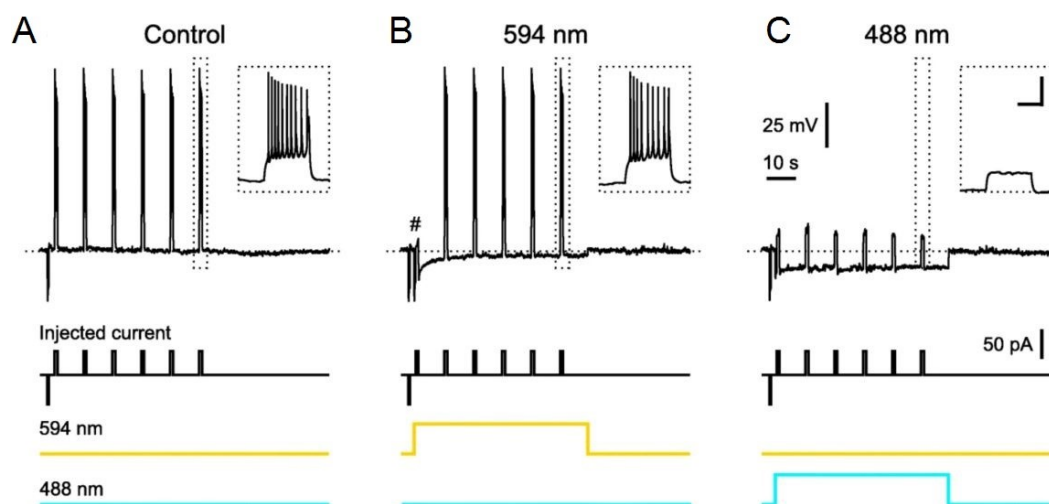 A Control
B 594 nm
C 488 nm
25 mV
10 s
#
Injected current
50 pA
594 nm
488 nm